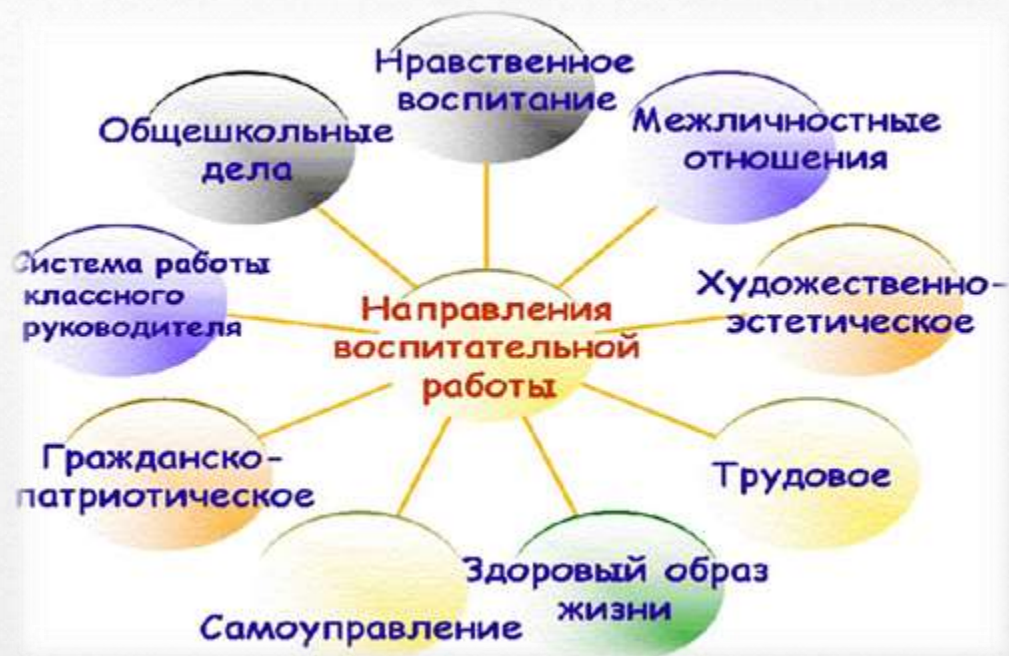 Нравственное
воспитание
Общешкольные
дела
Межличностные
отношения
Система работы
классного
руководителя
Направления
воспитательной
работы
Художественно-
эстетическое
Гражданско-
патриотическое
Трудовое
Самоуправление
Здоровый образ
жизни